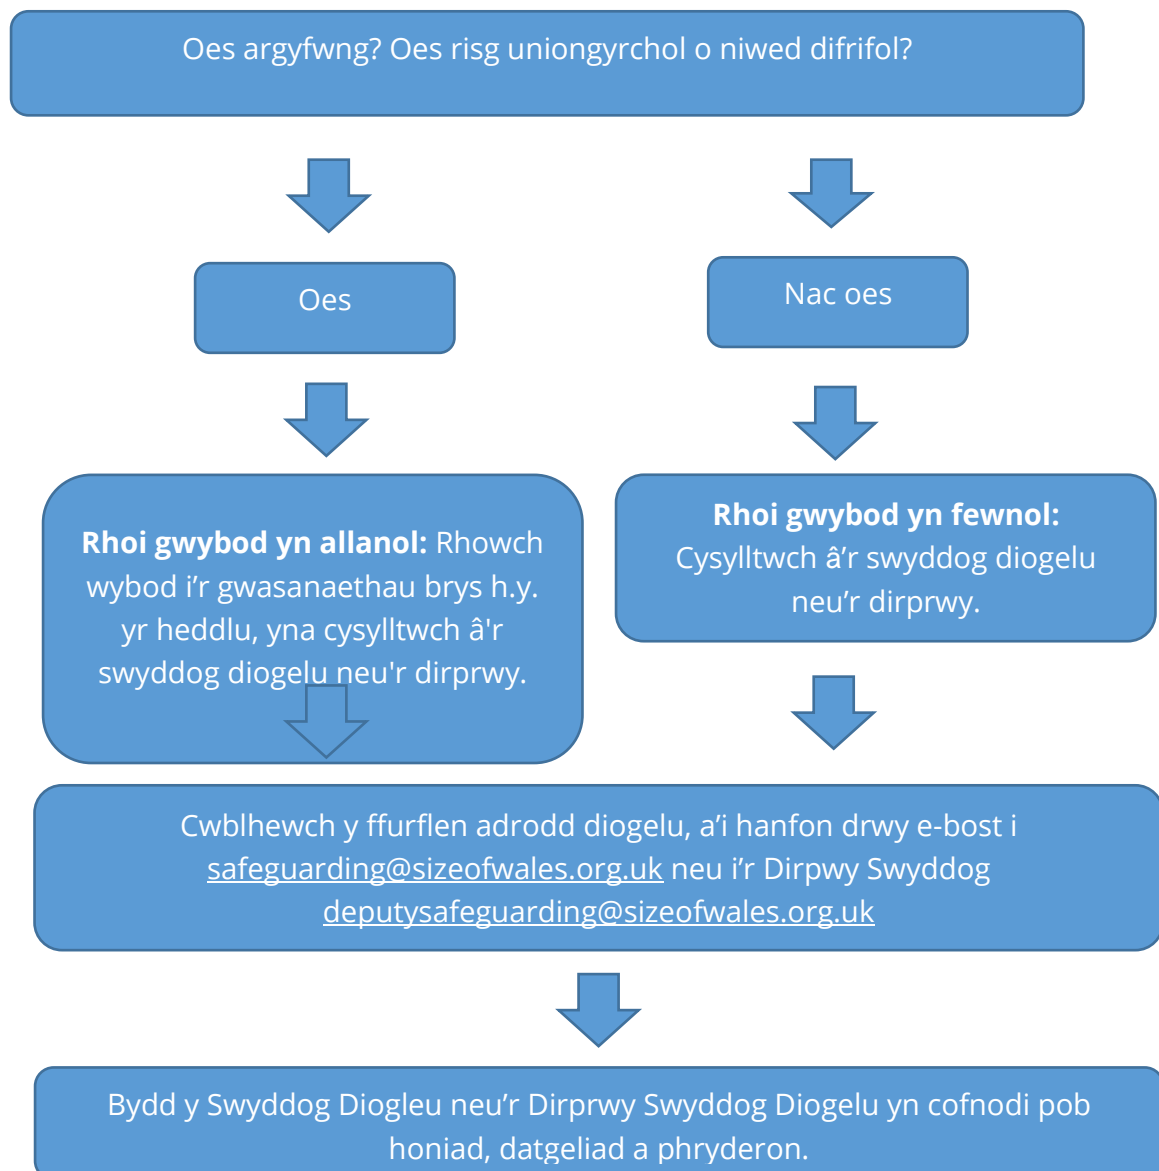 Oes argyfwng? Oes risg uniongyrchol o niwed difrifol?
Oes
Nac oes
Rhoi gwybod yn allanol: Rhowch
wybod i’r gwasanaethau brys h.y.
yr heddlu, yna cysylltwch â'r
swyddog diogelu neu'r dirprwy.
Rhoi gwybod yn fewnol:
Cysylltwch â’r swyddog diogelu
neu’r dirprwy.
Cwblhewch y ffurflen adrodd diogelu, a’i hanfon drwy e-bost i
safeguarding@sizeofwales.org.uk neu i’r Dirpwy Swyddog
deputysafeguarding@sizeofwales.org.uk
Bydd y Swyddog Diogleu neu’r Dirprwy Swyddog Diogelu yn cofnodi pob
honiad, datgeliad a phryderon.